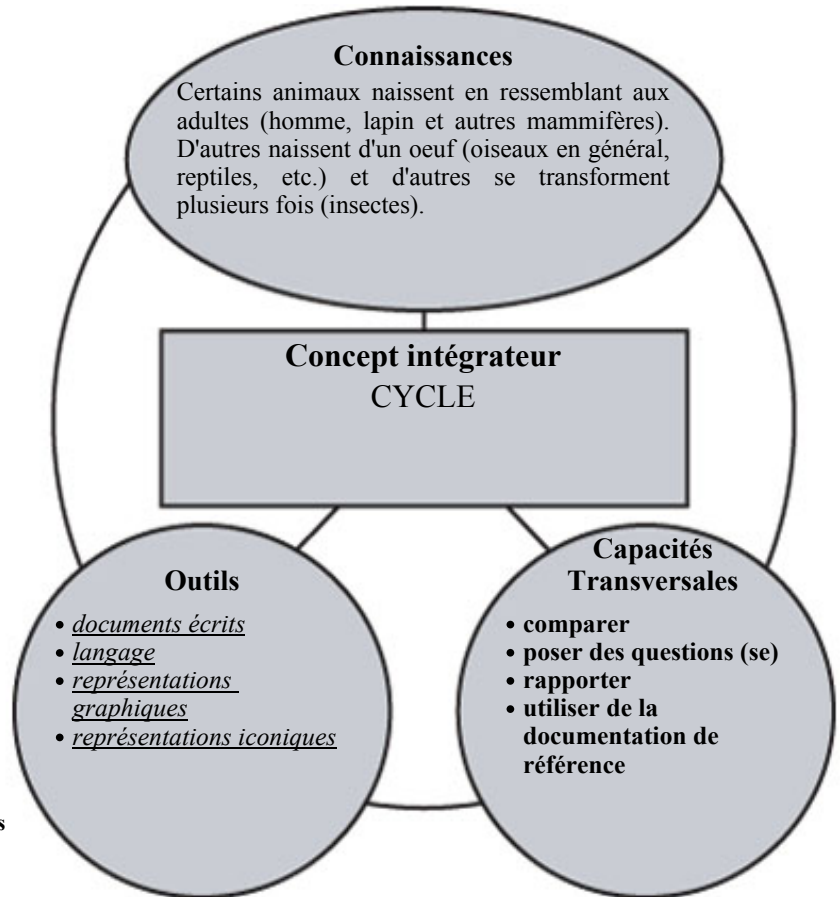 Connaissances
Certains animaux naissent en ressemblant aux
adultes (homme, lapin et autres mammifères).
D'autres naissent d'un oeuf (oiseaux en général,
reptiles, etc.) et d'autres se transforment
plusieurs fois (insectes).
Concept intégrateur
CYCLE
Outils
• documents écrits
• langage
• représentations
graphiques
• représentations iconiques
Capacités
Transversales
• comparer
• poser des questions (se)
• rapporter
• utiliser de la
documentation de
référence
s